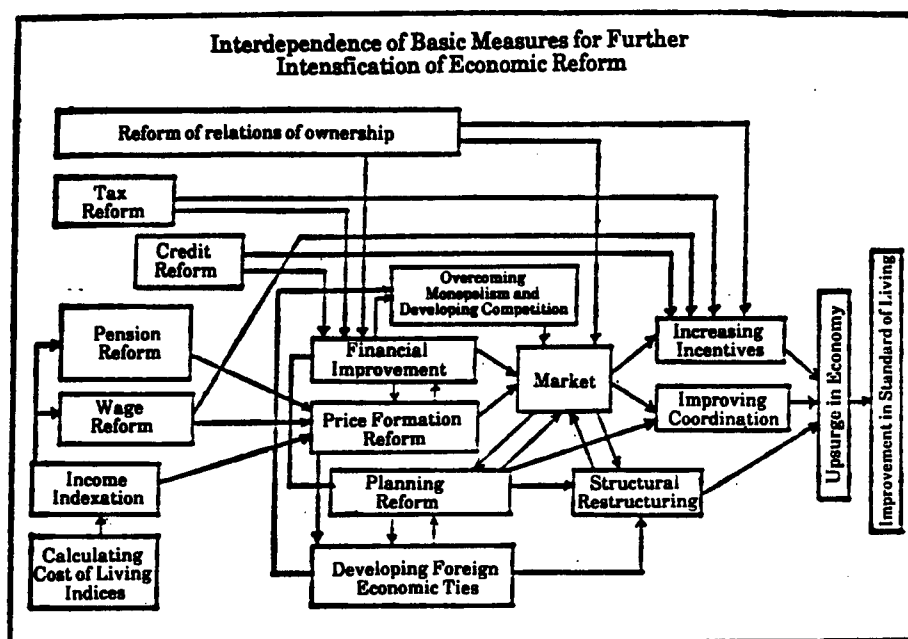 Interdependence of Basic Measures for Further
Intensfication of Economic Reform
Reform of relations of ownership
Tax
Reform
Credit
Reform
Overcoming
Monopolism and
Developing Competition
Pension
Reform
Financial
Improvement
Market
Increasing
Incentives
Wage
Reform
Price Formation
Reform
Improving
Coordination
Income
Indexation
Planning
Reform
Structural
Restructuring
Calculating
Cost of Living
Indices
Developing Foreign
Economic Ties
Upsurge in Economy
Improvement in Standard of Living